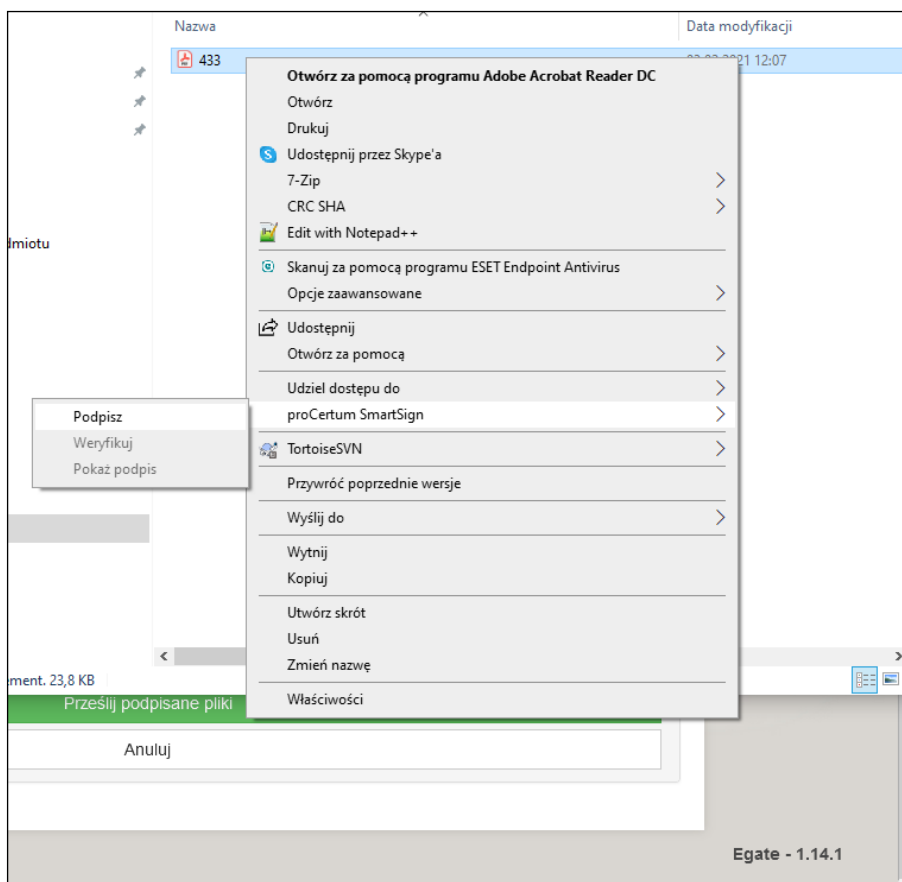 Nazwa
Data modyfikacji
433
2021 12:07
Otwórz za pomocą programu Adobe Acrobat Reader DC
Otwórz
Drukuj
Udostępnij przez Skype'a
7-Zip
CRC SHA
Edit with Notepad++
dmiotu
Skanuj za pomocą programu ESET Endpoint Antivirus
Opcje zaawansowane
Udostępnij
Otwórz za pomocą
Udziel dostępu do
proCertum SmartSign
Podpisz
Weryfikuj
Pokaż podpis
TortoiseSVN
Przywróć poprzednie wersje
Wyślij do
Wytnij
Kopiuj
Utwórz skrót
Usuń
Zmień nazwę
Właściwości
ement. 23,8 KB
Prześlij podpisane pliki
Anuluj
Egate - 1.14.1